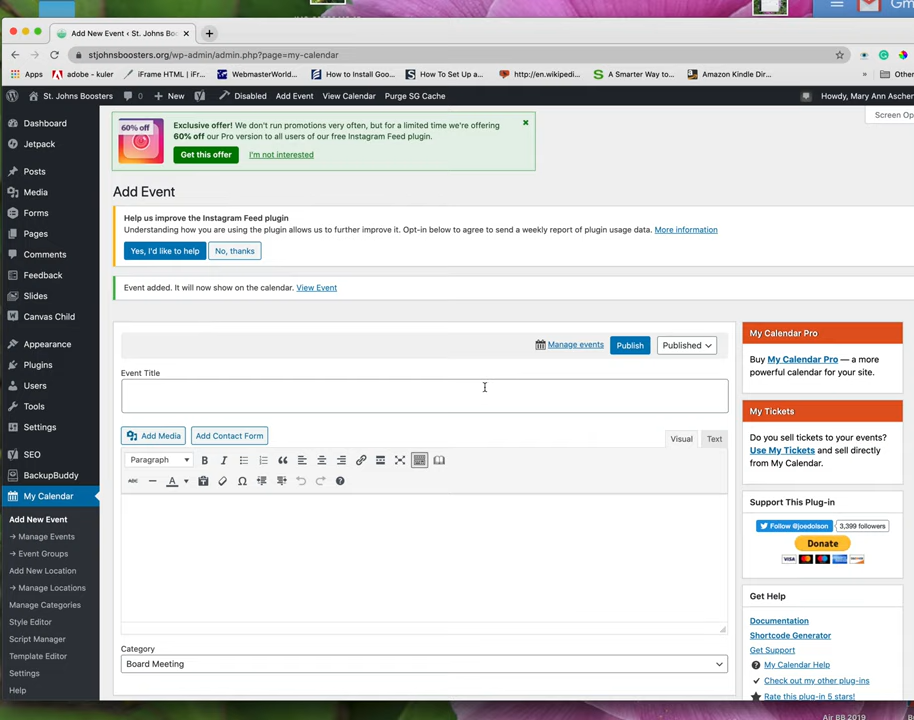 Gm
Add New Event ‹ St. Johns Boo
stjohnsboosters.org/wp-admin/admin.php?page=my-calendar
Apps adobe - kuler iFrame HTML | iFr... WebmasterWorld... How to Install Goo... How To Set Up a... http://en.wikiped... A Smarter Way to... Amazon Kindle Dir... » Other
St. Johns Boosters 0 + New Disabled Add Event View Calendar Purge SG Cache Howdy, Mary Ann Ascher
Screen Op
60% off
Exclusive offer! We don't run promotions very often, but for a limited time we're offering
60% off our Pro version to all users of our free Instagram Feed plugin.
Get this offer I'm not interested
Dashboard
Jetpack
Posts
Media
Forms
Pages
Comments
Feedback
Slides
Canvas Child
Appearance
Plugins
Users
Tools
Settings
SEO
BackupBuddy
My Calendar
Add New Event
→ Manage Events
→ Event Groups
Add New Location
→ Manage Locations
Manage Categories
Style Editor
Script Manager
Template Editor
Settings
Help
Add Event
Help us improve the Instagram Feed plugin
Understanding how you are using the plugin allows us to further improve it. Opt-in below to agree to send a weekly report of plugin usage data. More information
Yes, I'd like to help No, thanks
Event added. It will now show on the calendar. View Event
Manage events Publish Published
Event Title
Add Media Add Contact Form
Visual Text
Paragraph B I
ABC A
Category
Board Meeting
My Calendar Pro
Buy My Calendar Pro — a more
powerful calendar for your site.
My Tickets
Do you sell tickets to your events?
Use My Tickets and sell directly
from My Calendar.
Support This Plug-in
Follow @joedolson 3,399 followers
Donate
VISA
Get Help
Documentation
Shortcode Generator
Get Support
My Calendar Help
Check out my other plug-ins
Rate this plug-in 5 stars!
Air BB 2019